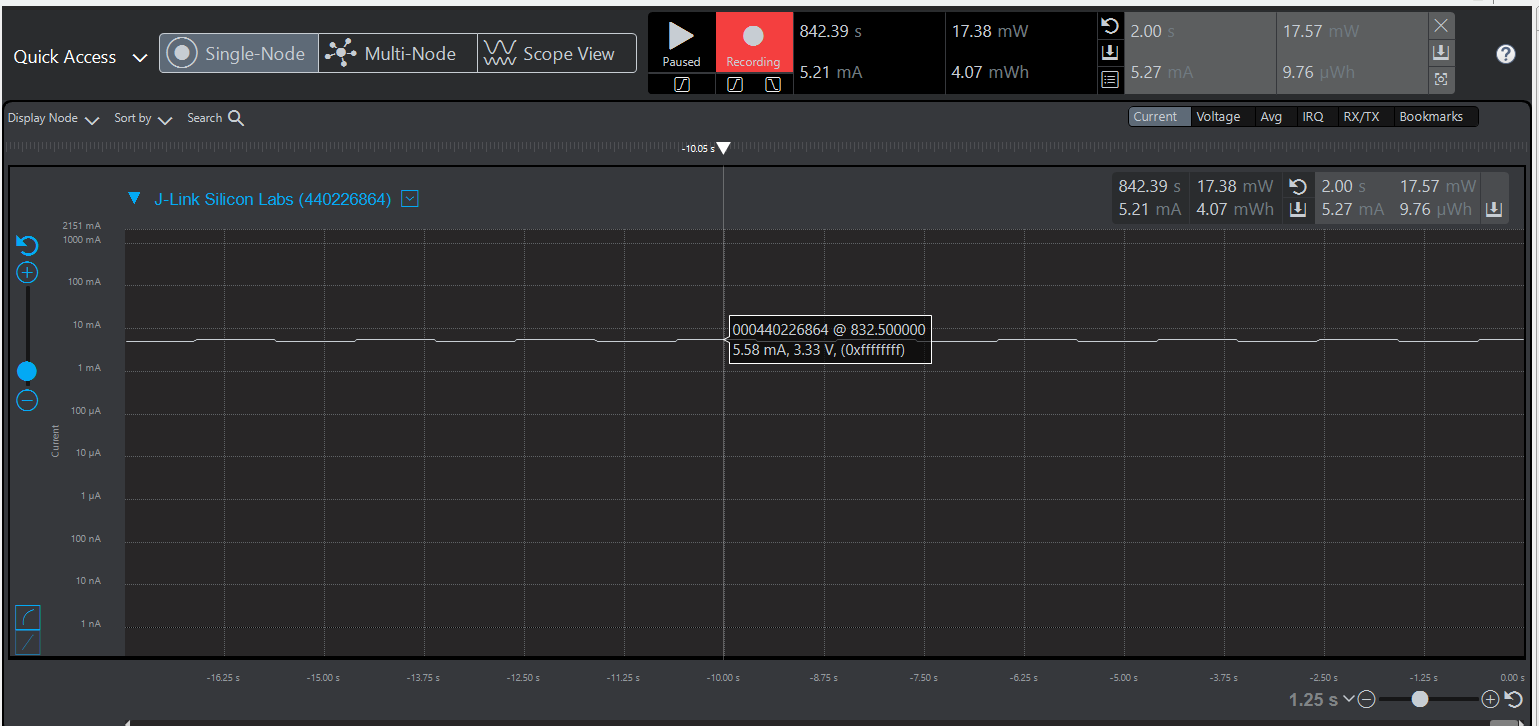 Quick Access
Single-Node
Multi-Node
Scope View
Paused
Recording
842.39 s
5.21 mA
17.38 mW
4.07 mWh
2.00 s
5.27 mA
17.57 mW
9.76 µWh
?
Display Node
Sort by
Search
Current
Voltage
Avg
IRQ
RX/TX
Bookmarks
-10.05 s
J-Link Silicon Labs (440226864)
842.39 s
5.21 mA
17.38 mW
4.07 mWh
2.00 s
5.27 mA
17.57 mW
9.76 µWh
2151 mA
1000 mA
100 mA
10 mA
1 mA
100 µA
10 µA
1 µA
100 nA
10 nA
1 nA
Current
000440226864 @ 832.500000
5.58 mA, 3.33 V, (0xffffffff)
-16.25 s
-15.00 s
-13.75 s
-12.50 s
-11.25 s
-10.00 s
-8.75 s
-7.50 s
-6.25 s
-5.00 s
-3.75 s
-2.50 s
-1.25 s
0.00 s
1.25 s